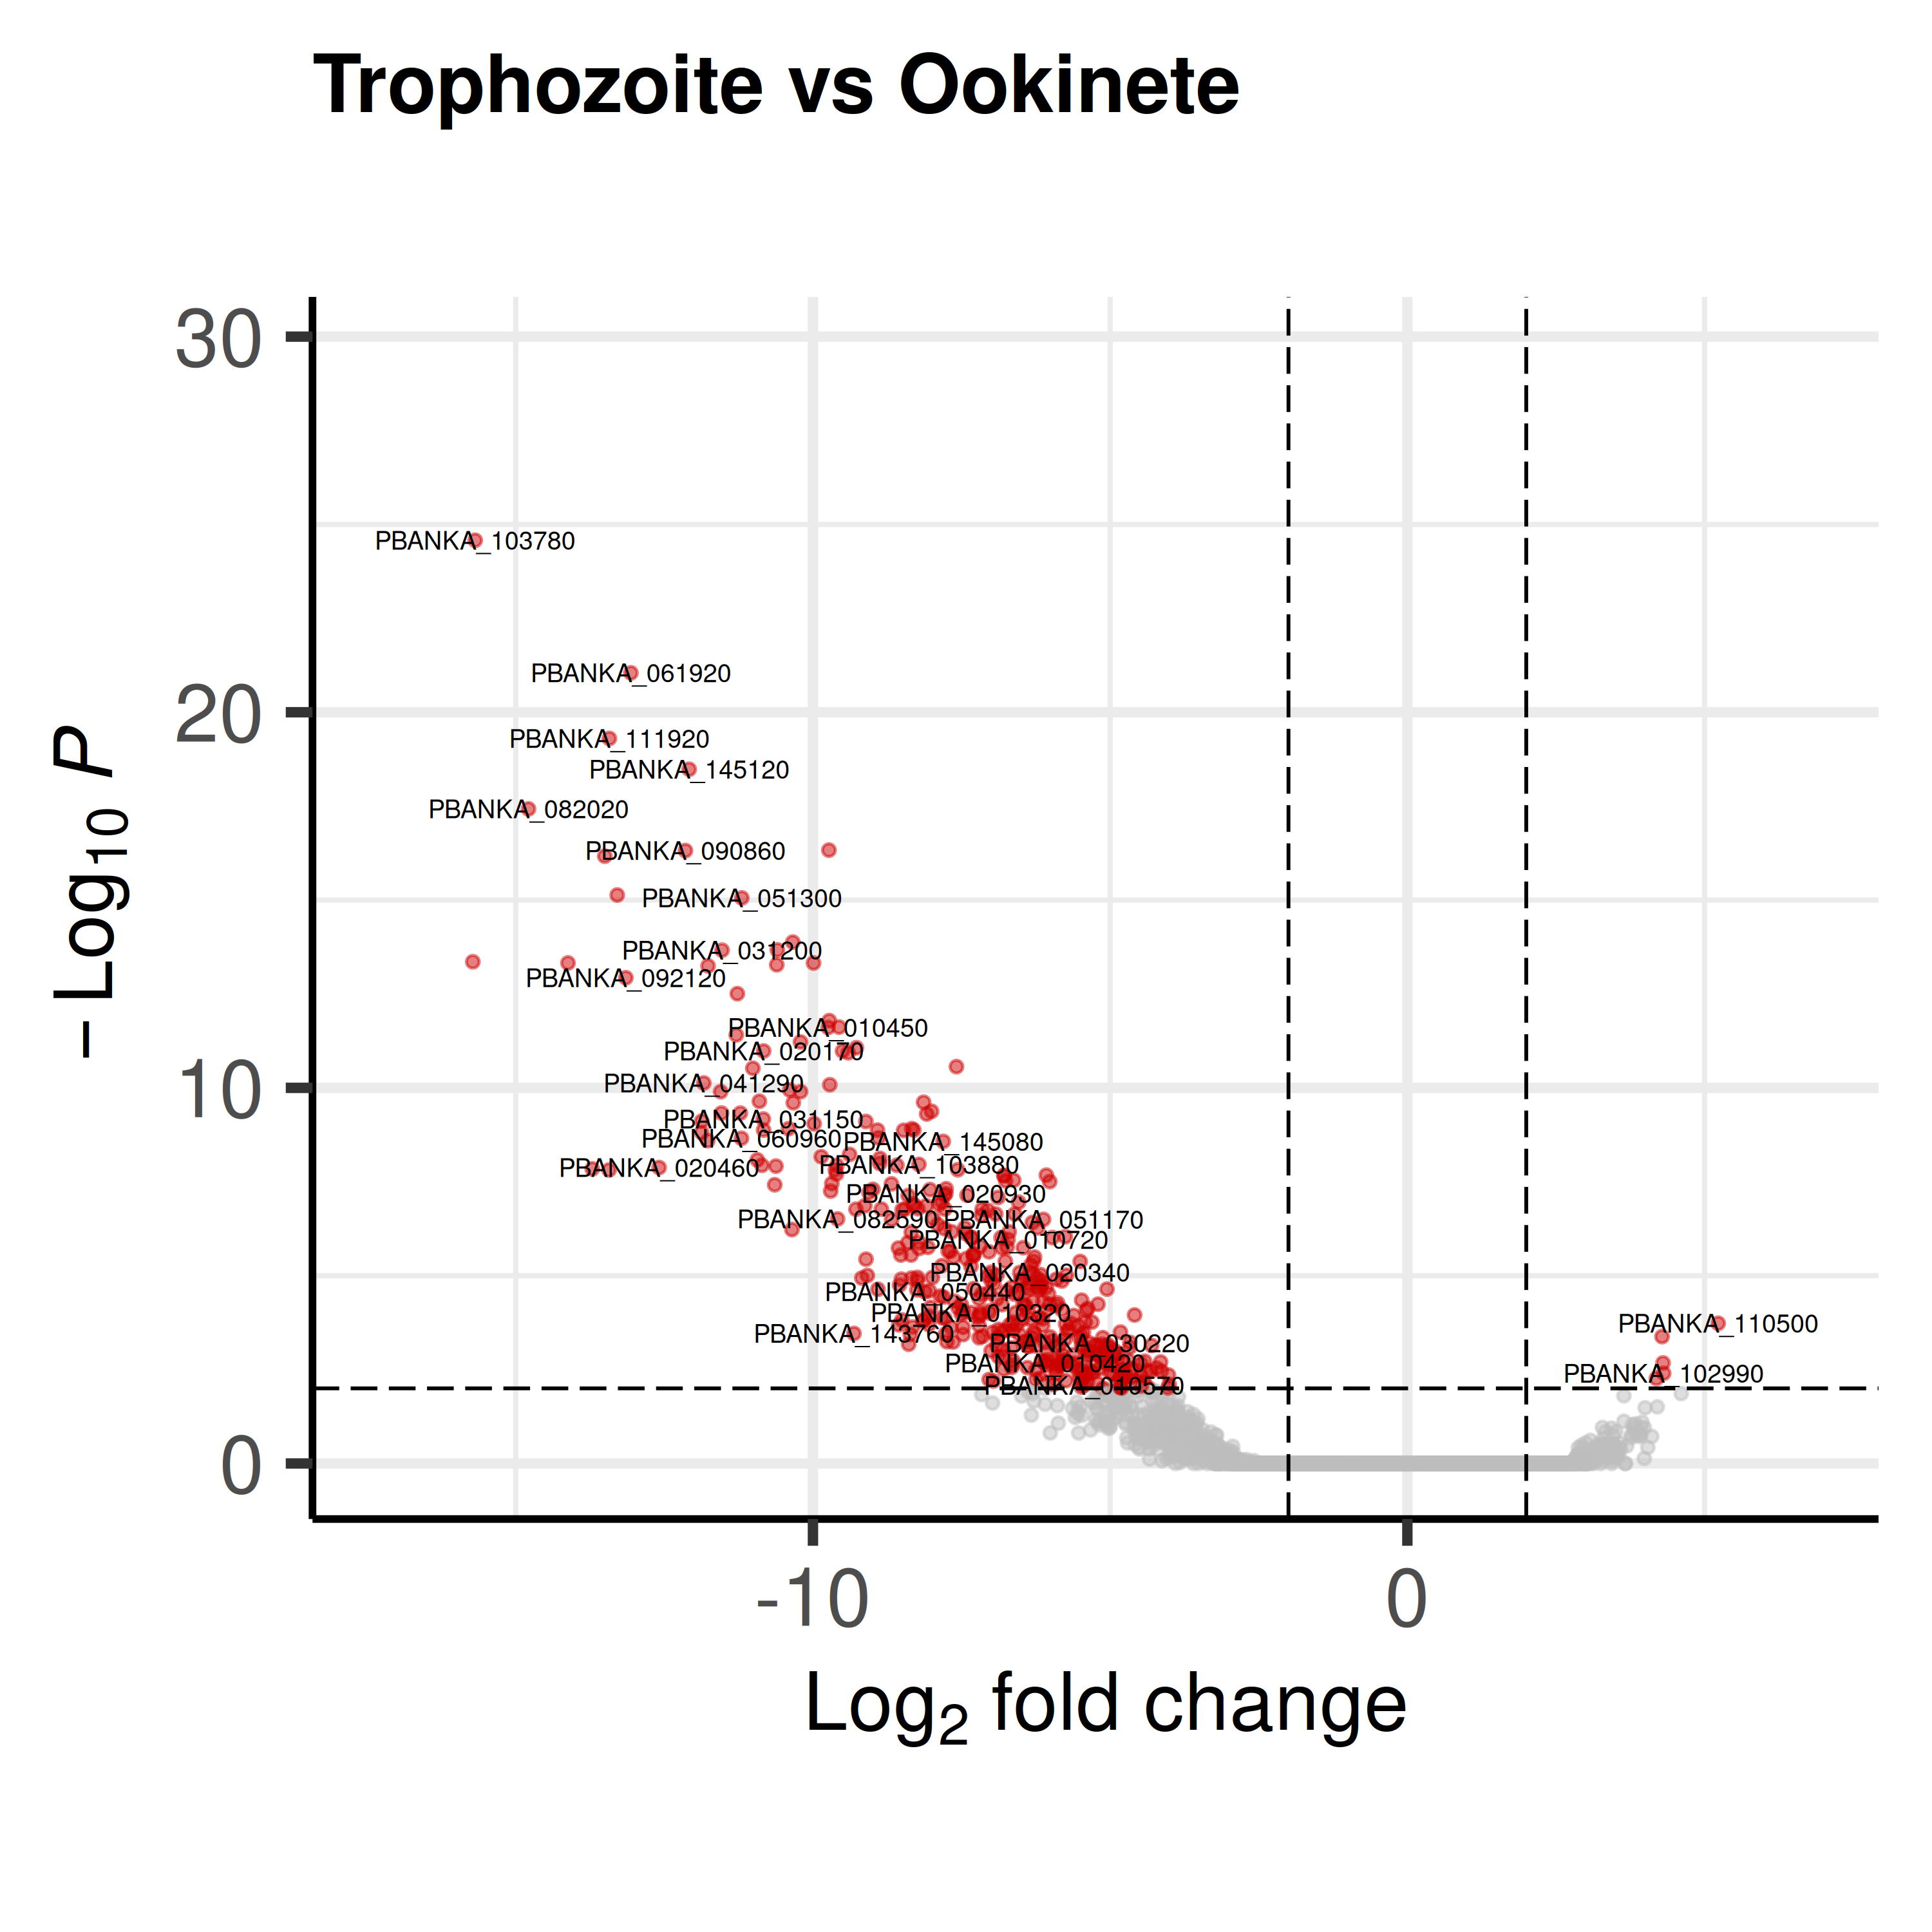 Trophozoite vs Ookinete
30
20
10
0
− Log10 P
PBANKA_103780
PBANKA_061920
PBANKA_111920
PBANKA_145120
PBANKA_082020
PBANKA_090860
PBANKA_051300
PBANKA_031200
PBANKA_092120
PBANKA_010450
PBANKA_020170
PBANKA_041290
PBANKA_031150
PBANKA_060960
PBANKA_145080
PBANKA_020460
PBANKA_103880
PBANKA_020930
PBANKA_082590
PBANKA_051170
PBANKA_010720
PBANKA_020340
PBANKA_050440
PBANKA_010320
PBANKA_110500
PBANKA_143760
PBANKA_030220
PBANKA_010420
PBANKA_102990
PBANKA_010570
-10
0
Log2 fold change